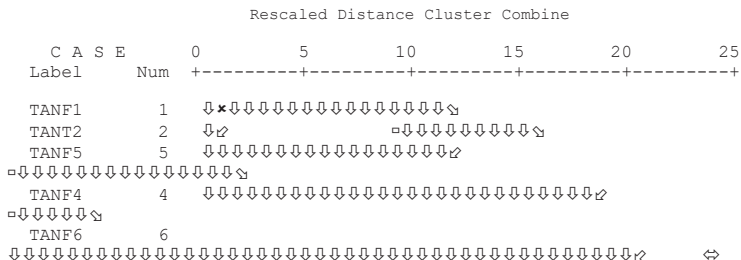 Rescaled Distance Cluster Combine
C A S E 0 5 10 15 20 25
Label Num +---------+---------+---------+---------+---------+
TANF1 1 ⇩×⇩⇩⇩⇩⇩⇩⇩⇩⇩⇩⇩⇩⇩⇩⇩⬂
TANT2 2 ⇩⬃ ▫⇩⇩⇩⇩⇩⇩⇩⇩⇩⬂
TANF5 5 ⇩⇩⇩⇩⇩⇩⇩⇩⇩⇩⇩⇩⇩⇩⇩⇩⇩⬃
▫⇩⇩⇩⇩⇩⇩⇩⇩⇩⇩⇩⇩⇩⇩⇩⬂
TANF4 4 ⇩⇩⇩⇩⇩⇩⇩⇩⇩⇩⇩⇩⇩⇩⇩⇩⇩⇩⇩⇩⇩⇩⇩⇩⇩⇩⇩⬃
▫⇩⇩⇩⇩⇩⬂
TANF6 6
⇩⇩⇩⇩⇩⇩⇩⇩⇩⇩⇩⇩⇩⇩⇩⇩⇩⇩⇩⇩⇩⇩⇩⇩⇩⇩⇩⇩⇩⇩⇩⇩⇩⇩⇩⇩⇩⇩⇩⇩⇩⇩⇩⬃ ⇔